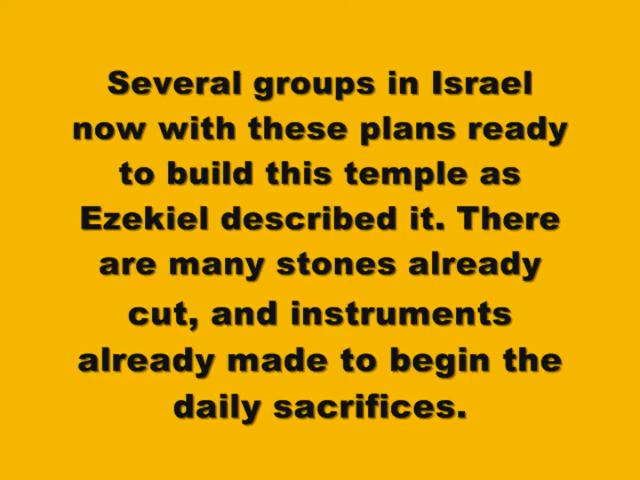 Several groups in Israel
now with these plans ready
to build this temple as
Ezekiel described it. There
are many stones already
cut, and instruments
already made to begin the
daily sacrifices.